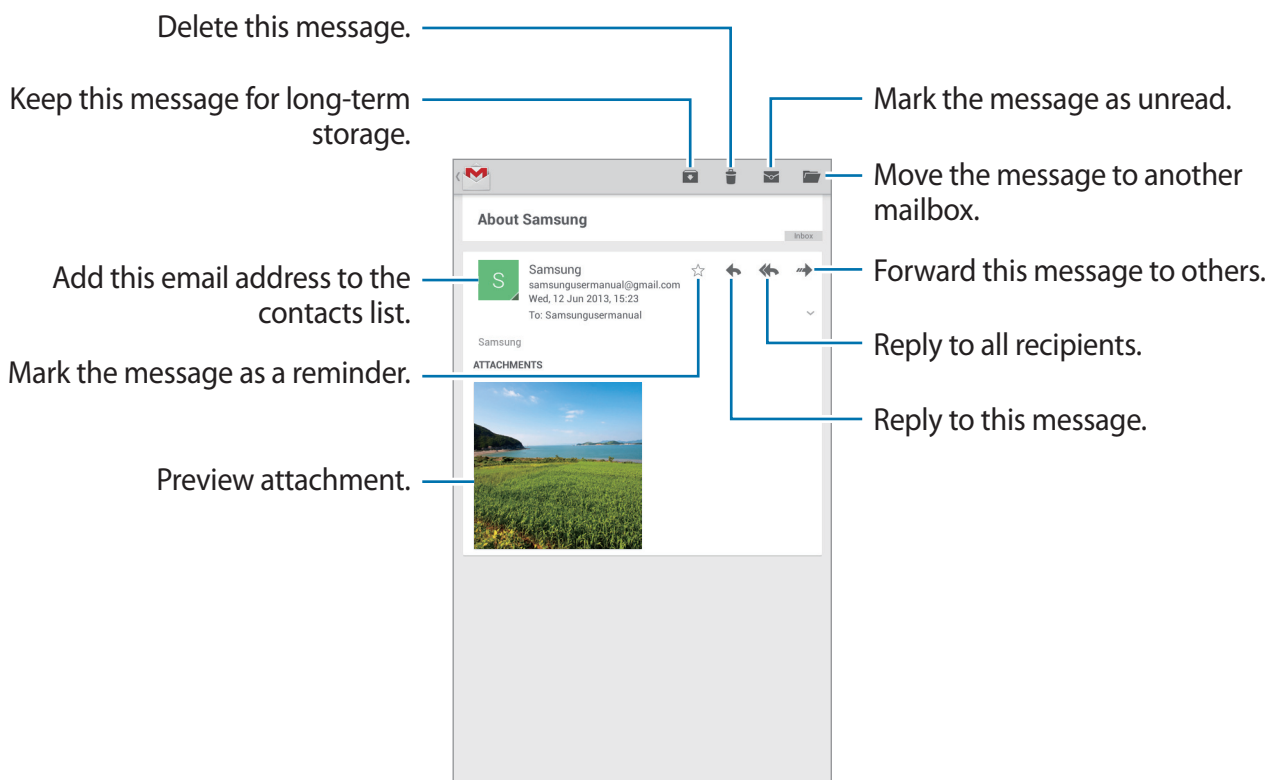 Delete this message.
Keep this message for long-term
storage.
Mark the message as unread.
Move the message to another
mailbox.
About Samsung
Inbox
Add this email address to the
contacts list.
S
Samsung
samsungusermanual@gmail.com
Wed, 12 Jun 2013, 15:23
To: Samsungusermanual
Forward this message to others.
Samsung
Reply to all recipients.
ATTACHMENTS
Mark the message as a reminder.
Reply to this message.
Preview attachment.